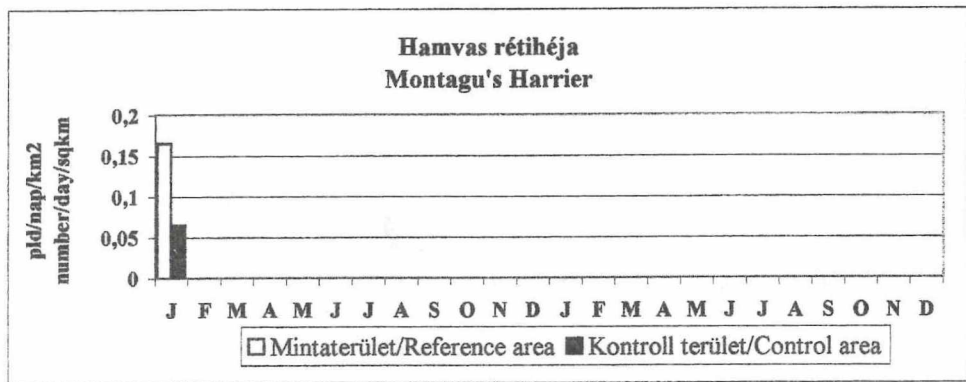 Hamvas rétihéja
Montagu's Harrier
pld/nap/km2
number/day/sqkm
0,2
0,15
0,1
0,05
0
J F M A M J J A S O N D J F M A M J J A S O N D
Mintaterület/Reference area Kontroll terület/Control area